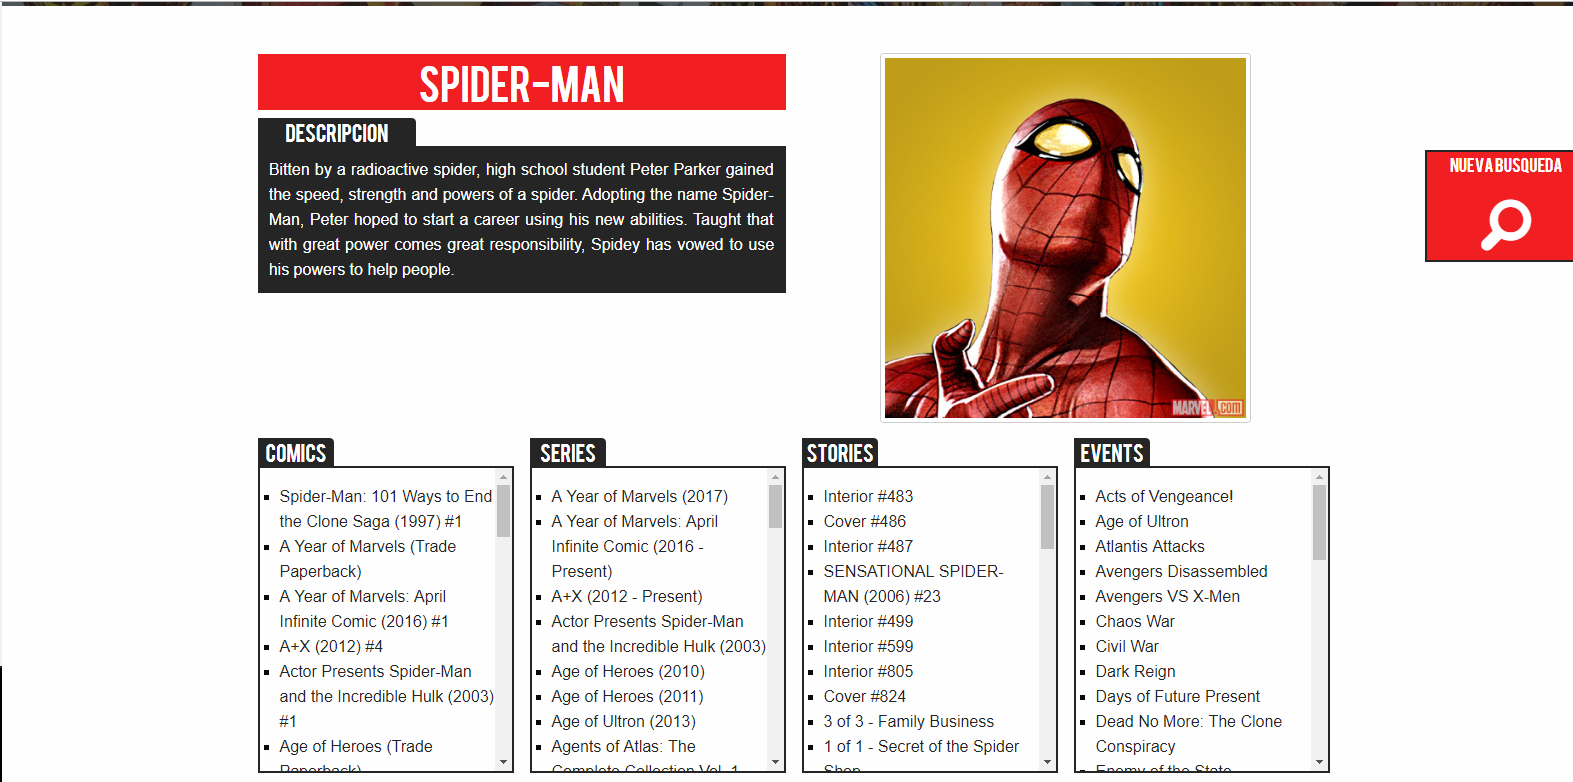 SPIDER-MAN
DESCRIPCION
Bitten by a radioactive spider, high school student Peter Parker gained
the speed, strength and powers of a spider. Adopting the name Spider-
Man, Peter hoped to start a career using his new abilities. Taught that
with great power comes great responsibility, Spidey has vowed to use
his powers to help people.
MARVEL.com
NUEVA BUSQUEDA
COMICS
Spider-Man: 101 Ways to End
the Clone Saga (1997) #1
A Year of Marvels (Trade
Paperback)
A Year of Marvels: April
Infinite Comic (2016) #1
A+X (2012) #4
Actor Presents Spider-Man
and the Incredible Hulk (2003)
#1
Age of Heroes (Trade
Paperback)
SERIES
A Year of Marvels (2017)
A Year of Marvels: April
Infinite Comic (2016 -
Present)
A+X (2012 - Present)
Actor Presents Spider-Man
and the Incredible Hulk (2003)
Age of Heroes (2010)
Age of Heroes (2011)
Age of Ultron (2013)
Agents of Atlas: The
Complete Collection Vol. 1
STORIES
Interior #483
Cover #486
Interior #487
SENSATIONAL SPIDER-
MAN (2006) #23
Interior #499
Interior #599
Interior #805
Cover #824
3 of 3 - Family Business
1 of 1 - Secret of the Spider
Shop
EVENTS
Acts of Vengeance!
Age of Ultron
Atlantis Attacks
Avengers Disassembled
Avengers VS X-Men
Chaos War
Civil War
Dark Reign
Days of Future Present
Dead No More: The Clone
Conspiracy
Enemy of the State